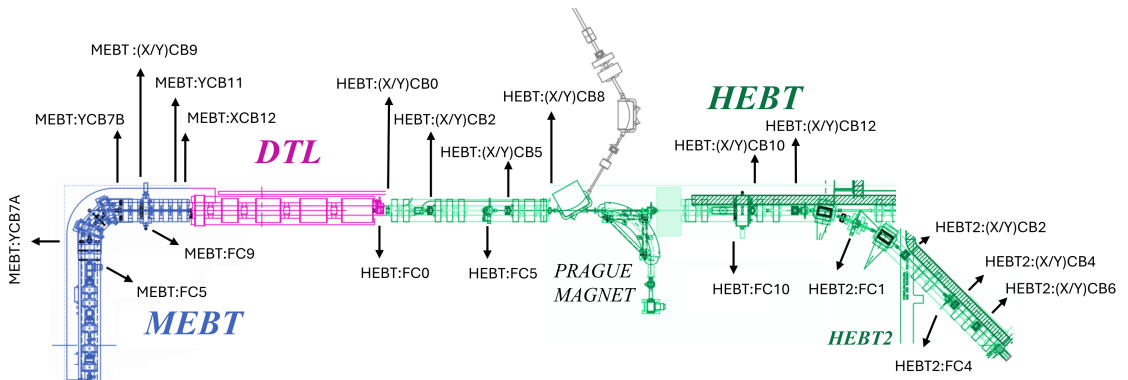 MEBT :(X/Y)CB9
MEBT:YCB11
MEBT:YCB7B
MEBT:XCB12
DTL
HEBT:(X/Y)CB0
HEBT:(X/Y)CB2
HEBT:(X/Y)CB5
HEBT:(X/Y)CB8
HEBT
HEBT:(X/Y)CB12
HEBT:(X/Y)CB10
MEBT:YCB7A
MEBT:FC9
MEBT:FC5
MEBT
HEBT:FC0
HEBT:FC5
PRAGUE
MAGNET
HEBT:FC10
HEBT2:FC1
HEBT2:(X/Y)CB2
HEBT2:(X/Y)CB4
HEBT2:(X/Y)CB6
HEBT2
HEBT2:FC4